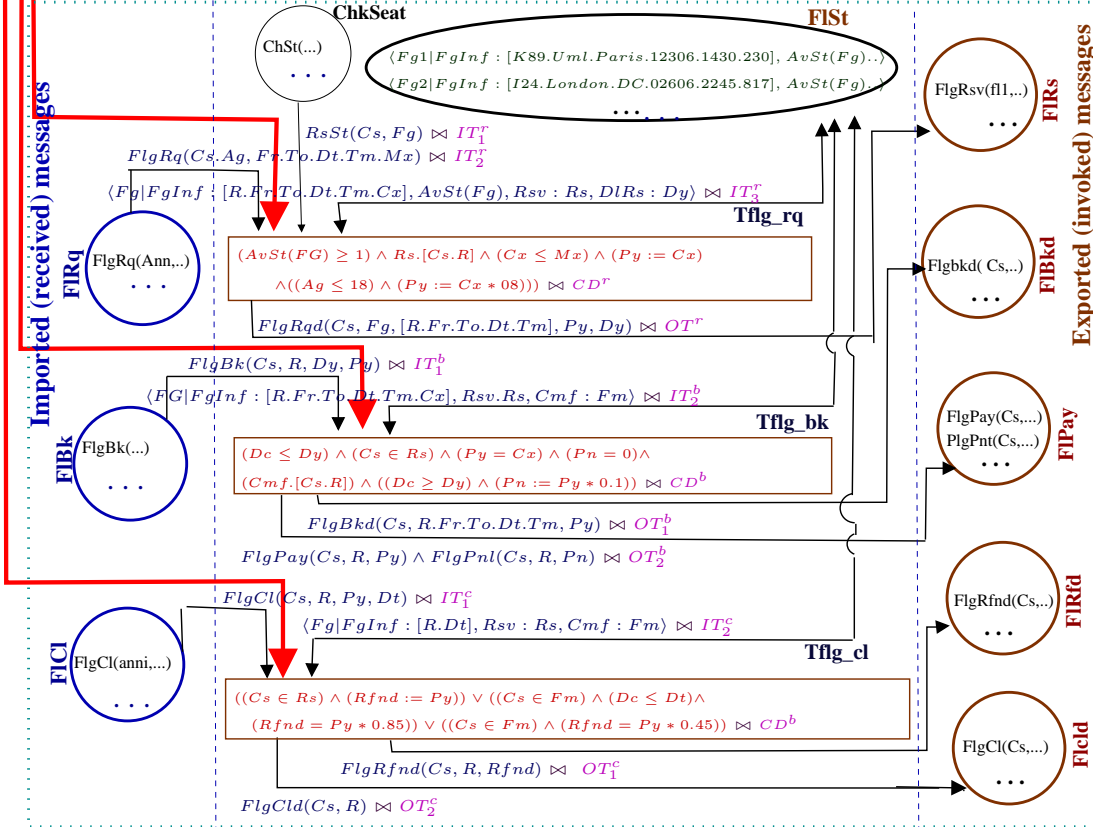 ChkSeat
ChSt(...)
. . .
FlSt
⟨Fg1|FgInf : [K89.Uml.Paris.12306.1430.230], AvSt(Fg)..⟩
⟨Fg2|FgInf : [I24.London.DC.02606.2245.817], AvSt(Fg)..⟩
... . . .
FlgRsv(fl1,..)
...
FlRs
Imported (received) messages
Exported (invoked) messages
RsSt(Cs, Fg) ⋈ IT₁ʳ
FlgRq(Cs.Ag, Fr.To.Dt.Tm.Mx) ⋈ IT₂ʳ
⟨Fg|FgInf : [R.Fr.To.Dt.Tm.Cx], AvSt(Fg), Rsv : Rs, DlRs : Dy⟩ ⋈ IT₃ʳ
Tflg_rq
FlRq
FlgRq(Ann,..)
. . .
(AvSt(FG) ≥ 1) ∧ Rs.[Cs.R] ∧ (Cx ≤ Mx) ∧ (Py := Cx)
∧((Ag ≤ 18) ∧ (Py := Cx * 08))) ⋈ CDʳ
FlgRqd(Cs, Fg, [R.Fr.To.Dt.Tm], Py, Dy) ⋈ OTʳ
Flgbkd( Cs,..)
...
FlBkd
FlgBk(Cs, R, Dy, Py) ⋈ IT₁ᵇ
⟨FG|FgInf : [R.Fr.To.Dt.Tm.Cx], Rsv.Rs, Cmf : Fm⟩ ⋈ IT₂ᵇ
Tflg_bk
FlBk
FlgBk(...)
. . .
(Dc ≤ Dy) ∧ (Cs ∈ Rs) ∧ (Py = Cx) ∧ (Pn = 0)∧
(Cmf.[Cs.R]) ∧ ((Dc ≥ Dy) ∧ (Pn := Py * 0.1)) ⋈ CDᵇ
FlgPay(Cs,...)
PlgPnt(Cs,...)
...
FlPay
FlgBkd(Cs, R.Fr.To.Dt.Tm, Py) ⋈ OT₁ᵇ
FlgPay(Cs, R, Py) ∧ FlgPnl(Cs, R, Pn) ⋈ OT₂ᵇ
FlgCl(Cs, R, Py, Dt) ⋈ IT₁ᶜ
⟨Fg|FgInf : [R.Dt], Rsv : Rs, Cmf : Fm⟩ ⋈ IT₂ᶜ
Tflg_cl
FlgRfnd(Cs,..)
...
FlRfd
FlCl
FlgCl(anni,...)
. . .
((Cs ∈ Rs) ∧ (Rfnd := Py)) ∨ ((Cs ∈ Fm) ∧ (Dc ≤ Dt)∧
(Rfnd = Py * 0.85)) ∨ ((Cs ∈ Fm) ∧ (Rfnd = Py * 0.45)) ⋈ CDᵇ
FlgRfnd(Cs, R, Rfnd) ⋈ OT₁ᶜ
FlgCld(Cs, R) ⋈ OT₂ᶜ
FlgCl(Cs,...)
...
Flcld